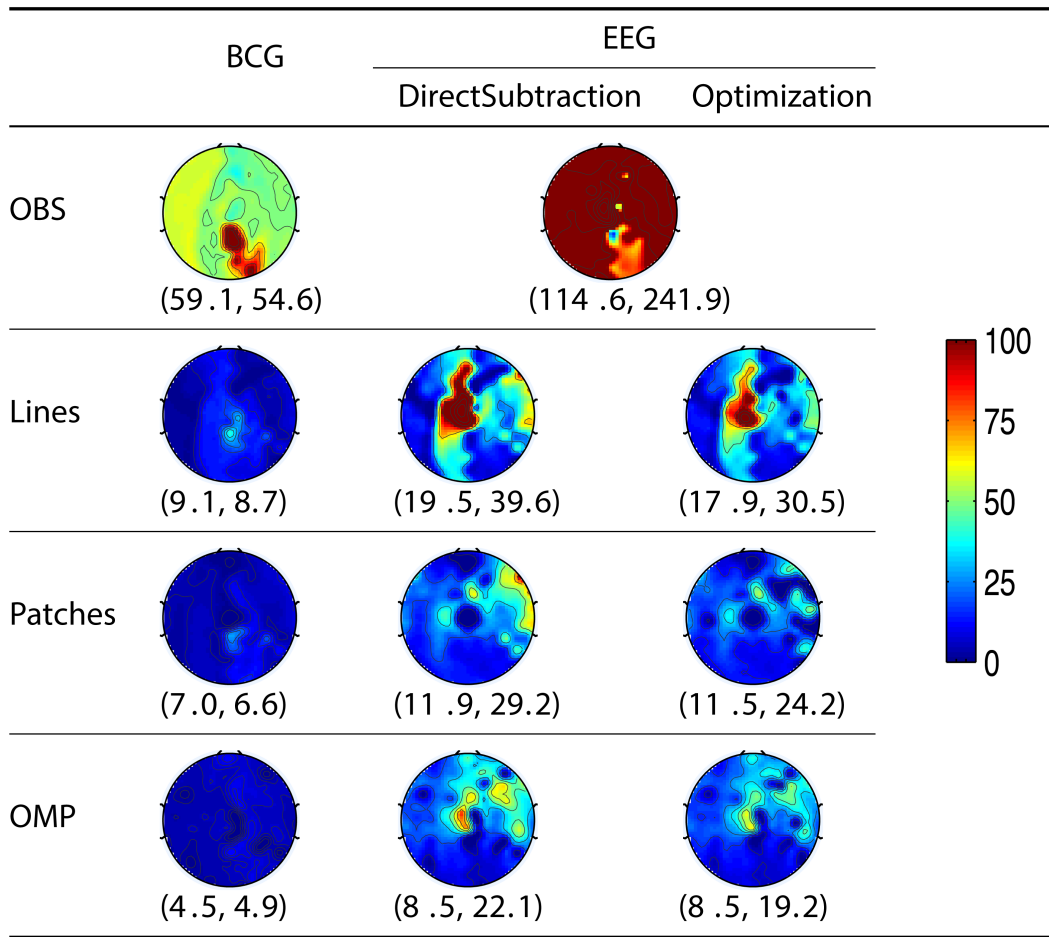 BCG
EEG
DirectSubtraction Optimization
OBS
(59 .1, 54.6) (114 .6, 241.9)
Lines
(9.1, 8.7) (19 .5, 39.6) (17 .9, 30.5)
Patches
(7.0, 6.6) (11 .9, 29.2) (11 .5, 24.2)
OMP
(4.5, 4.9) (8 .5, 22.1) (8 .5, 19.2)
100
75
50
25
0